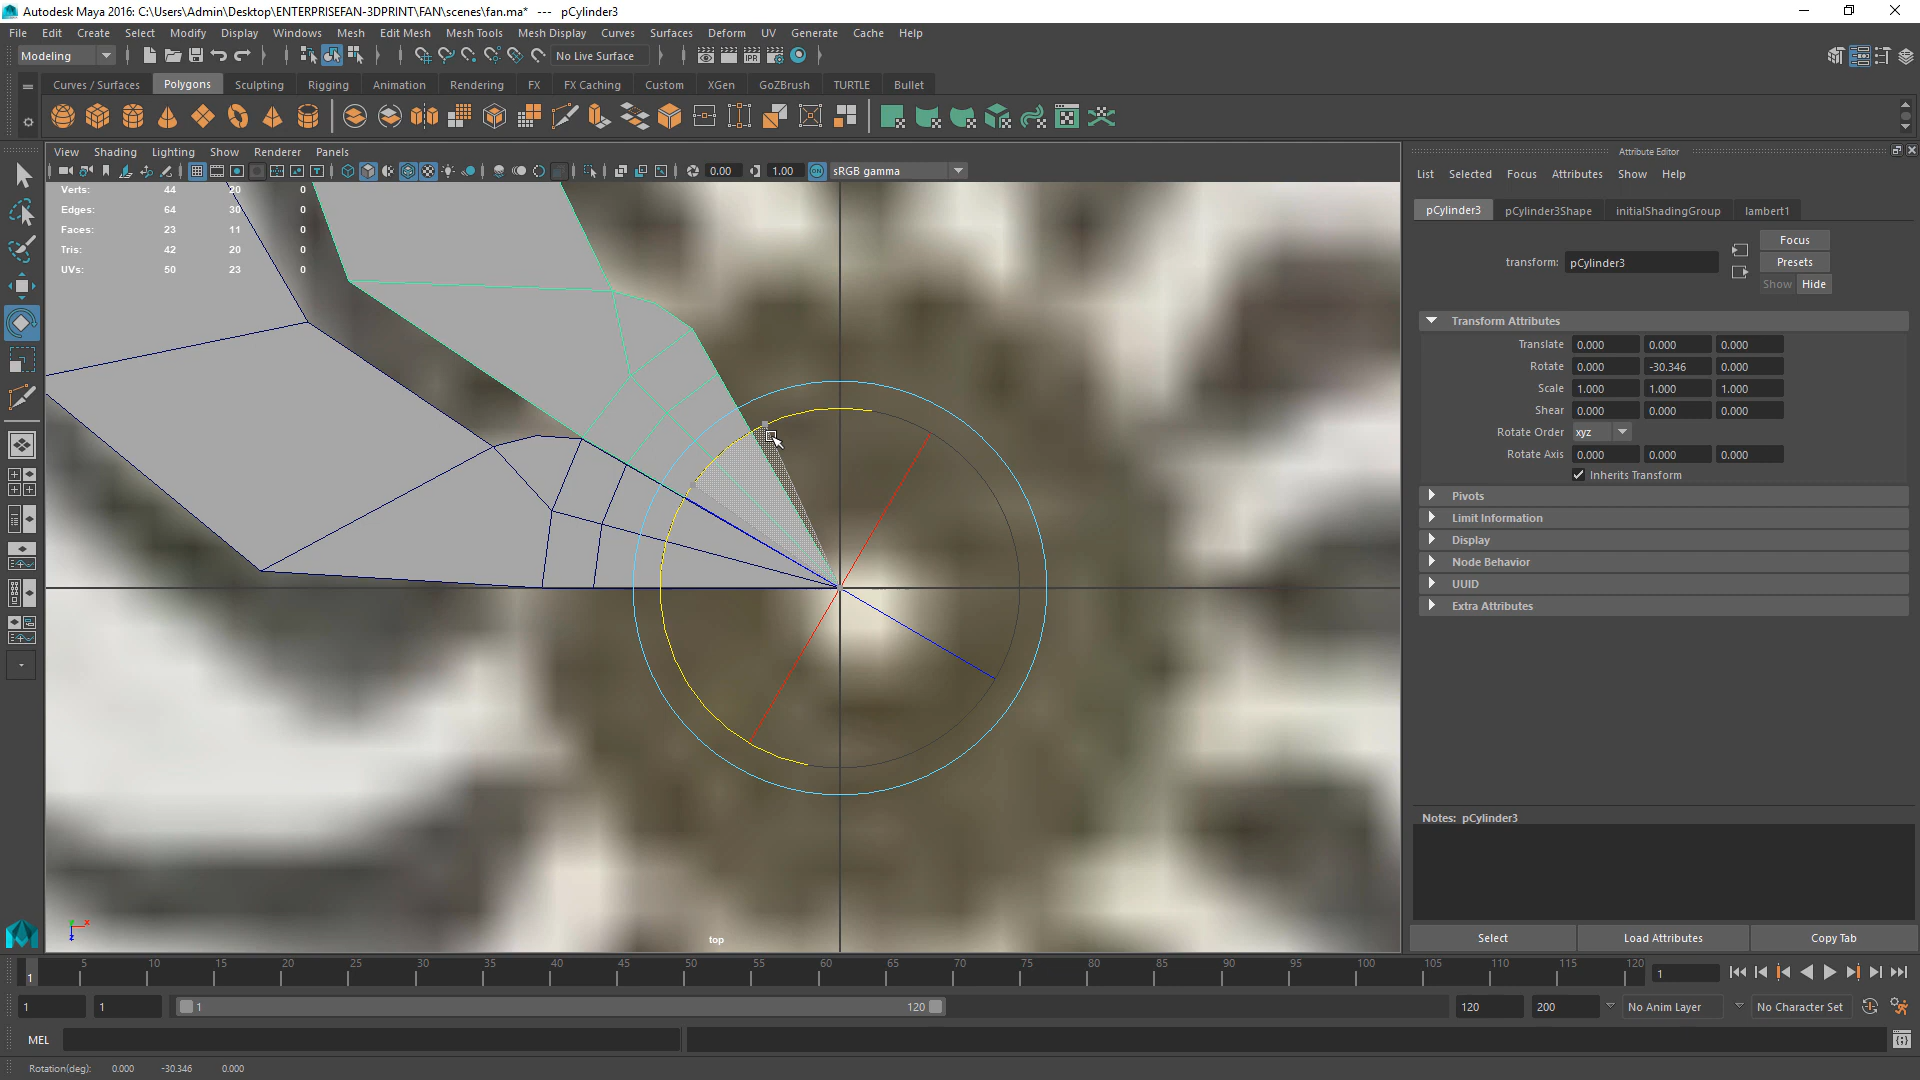 Autodesk Maya 2016: C:\Users\Admin\Desktop\ENTERPRISEFAN-3DPRINT\FAN\scenes\fan.ma* --- pCylinder3
File Edit Create Select Modify Display Windows Mesh Edit Mesh Mesh Tools Mesh Display Curves Surfaces Deform UV Generate Cache Help
Modeling No Live Surface
Curves / Surfaces Polygons Sculpting Rigging Animation Rendering FX FX Caching Custom XGen GoZBrush TURTLE Bullet
View Shading Lighting Show Renderer Panels
0.00 1.00 ON sRGB gamma
Verts: 44 20 0
Edges: 64 30 0
Faces: 23 11 0
Tris: 42 20 0
UVs: 50 23 0
top
Attribute Editor
List Selected Focus Attributes Show Help
pCylinder3 pCylinder3Shape initialShadingGroup lambert1
Focus
transform: pCylinder3 Presets
Show Hide
Transform Attributes
Translate 0.000 0.000 0.000
Rotate 0.000 -30.346 0.000
Scale 1.000 1.000 1.000
Shear 0.000 0.000 0.000
Rotate Order xyz
Rotate Axis 0.000 0.000 0.000
Inherits Transform
Pivots
Limit Information
Display
Node Behavior
UUID
Extra Attributes
Notes: pCylinder3
Select Load Attributes Copy Tab
1 5 10 15 20 25 30 35 40 45 50 55 60 65 70 75 80 85 90 95 100 105 110 115 120 1
1 1 1 120 120 200 No Anim Layer No Character Set
MEL
Rotation(deg): 0.000 -30.346 0.000